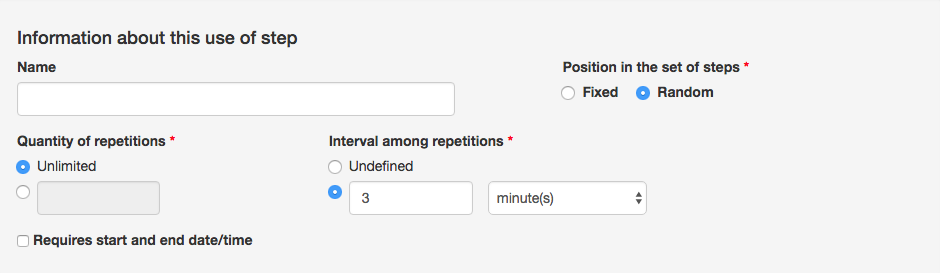 Information about this use of step
Name
Position in the set of steps *
Fixed
Random
Quantity of repetitions *
Interval among repetitions *
Unlimited
Undefined
3
minute(s)
Requires start and end date/time